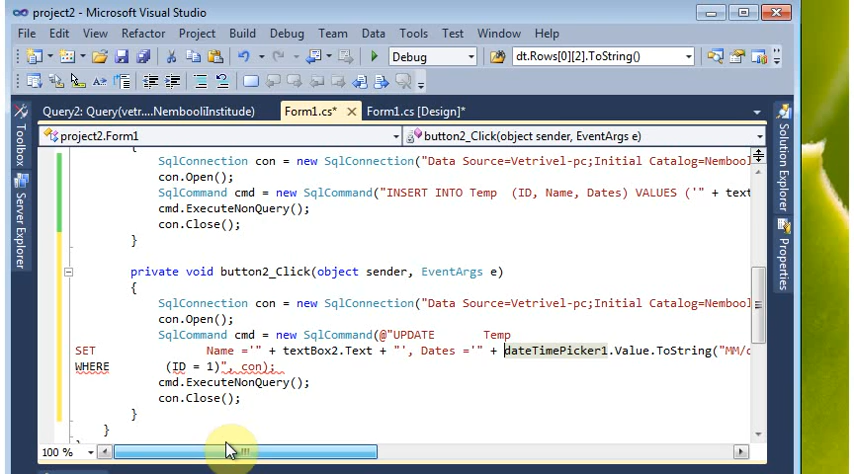 project2 - Microsoft Visual Studio
File Edit View Refactor Project Build Debug Team Data Tools Test Window Help
Debug dt.Rows[0][2].ToString()
Query2: Query(vetr....NembooliInstitude) Form1.cs* Form1.cs [Design]*
project2.Form1 button2_Click(object sender, EventArgs e)
Toolbox
Server Explorer
Solution Explorer
Properties
{
SqlConnection con = new SqlConnection("Data Source=Vetrivel-pc;Initial Catalog=Nembool
con.Open();
SqlCommand cmd = new SqlCommand("INSERT INTO Temp (ID, Name, Dates) VALUES ('" + text
cmd.ExecuteNonQuery();
con.Close();
}
private void button2_Click(object sender, EventArgs e)
{
SqlConnection con = new SqlConnection("Data Source=Vetrivel-pc;Initial Catalog=Nembool
con.Open();
SqlCommand cmd = new SqlCommand(@"UPDATE Temp
SET Name ='" + textBox2.Text + "', Dates ='" + dateTimePicker1.Value.ToString("MM/d
WHERE (ID = 1)", con);
cmd.ExecuteNonQuery();
con.Close();
}
}
100 %